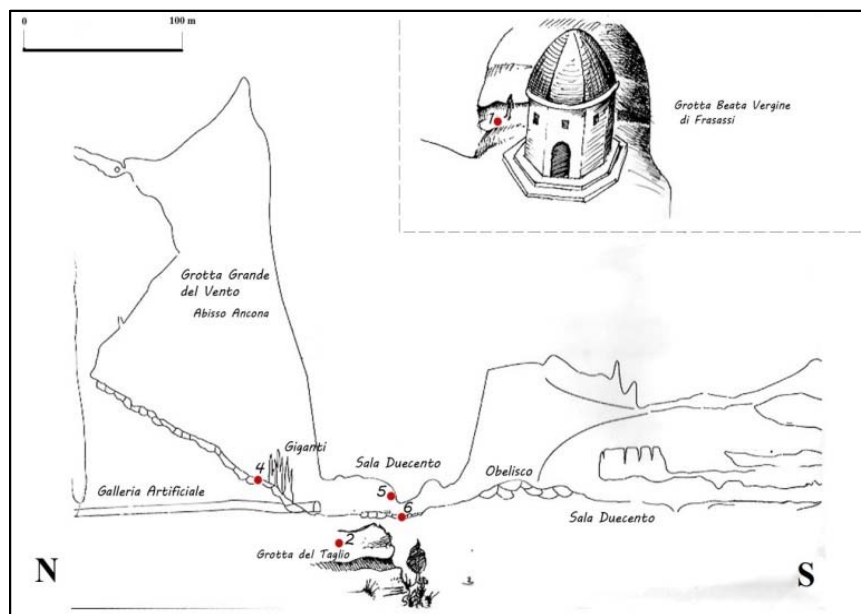 0
100 m
Grotta Beata Vergine
di Frasassi
1
Grotta Grande
del Vento
Abisso Ancona
Giganti
4
Sala Duecento
5
Obelisco
Galleria Artificiale
6
Sala Duecento
2
Grotta del Taglio
N
S